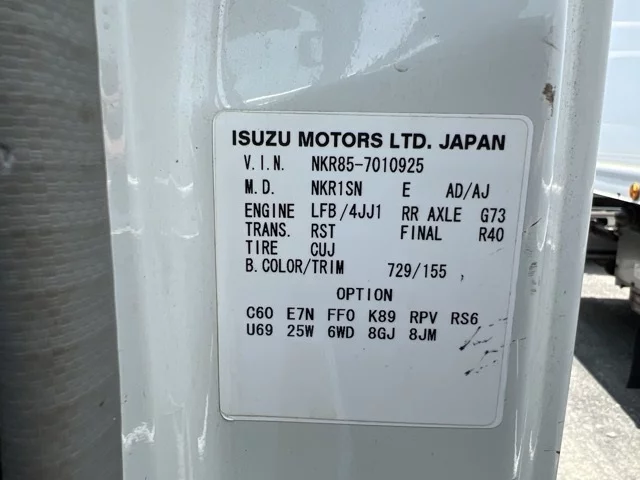 ISUZU MOTORS LTD. JAPAN
V.I.N. NKR85-7010925
M.D. NKR1SN E AD/AJ
ENGINE LFB/4JJ1 RR AXLE G73
TRANS. RST FINAL R40
TIRE CUJ
B.COLOR/TRIM 729/155
OPTION
C60 E7N FF0 K89 RPV RS6
U69 25W 6WD 8GJ 8JM